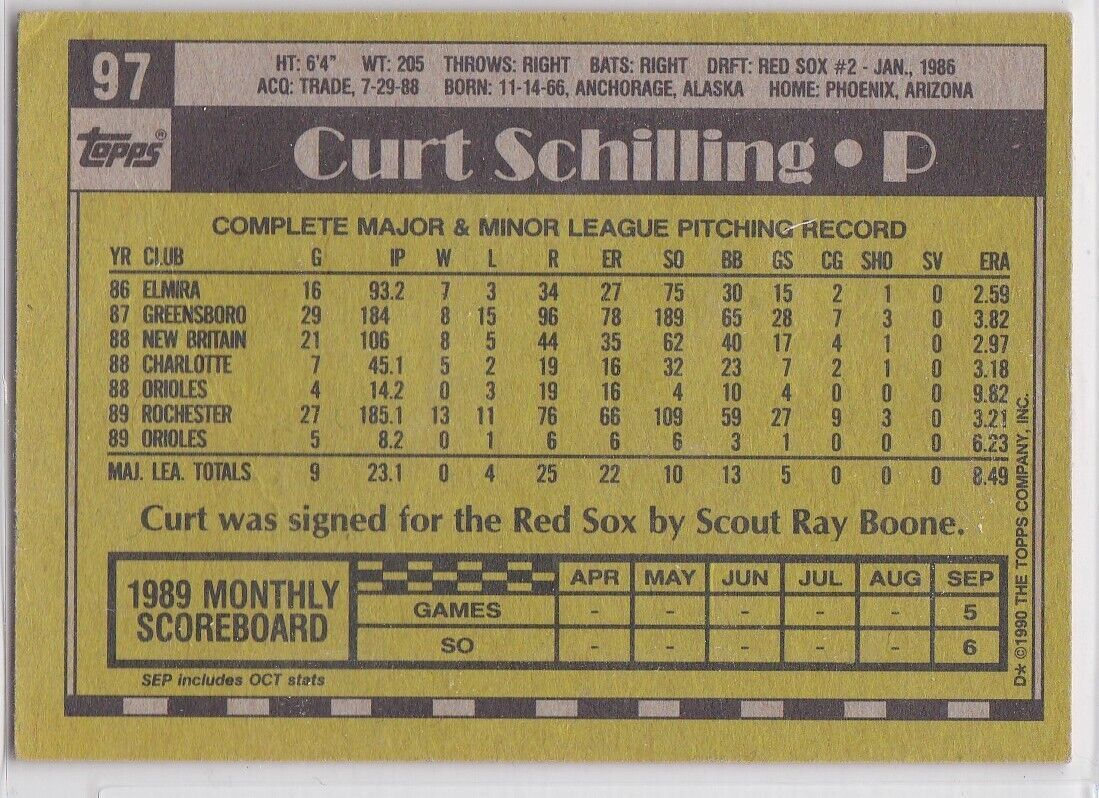 97
HT: 6'4" WT: 205 THROWS: RIGHT BATS: RIGHT DRFT: RED SOX #2 - JAN., 1986
ACQ: TRADE, 7-29-88 BORN: 11-14-66, ANCHORAGE, ALASKA HOME: PHOENIX, ARIZONA
Topps®
Curt Schilling • P
COMPLETE MAJOR & MINOR LEAGUE PITCHING RECORD
YR CLUB G IP W L R ER SO BB GS CG SHO SV ERA
86 ELMIRA 16 93.2 7 3 34 27 75 30 15 2 1 0 2.59
87 GREENSBORO 29 184 8 15 96 78 189 65 28 7 3 0 3.82
88 NEW BRITAIN 21 106 8 5 44 35 62 40 17 4 1 0 2.97
88 CHARLOTTE 7 45.1 5 2 19 16 32 23 7 2 1 0 3.18
88 ORIOLES 4 14.2 0 3 19 16 4 10 4 0 0 0 9.82
89 ROCHESTER 27 185.1 13 11 76 66 109 59 27 9 3 0 3.21
89 ORIOLES 5 8.2 0 1 6 6 6 3 1 0 0 0 6.23
MAJ. LEA. TOTALS 9 23.1 0 4 25 22 10 13 5 0 0 0 8.49
Curt was signed for the Red Sox by Scout Ray Boone.
1989 MONTHLY
SCOREBOARD
APR MAY JUN JUL AUG SEP
GAMES - - - - - 5
SO - - - - - 6
SEP includes OCT stats
D* ©1990 THE TOPPS COMPANY, INC.